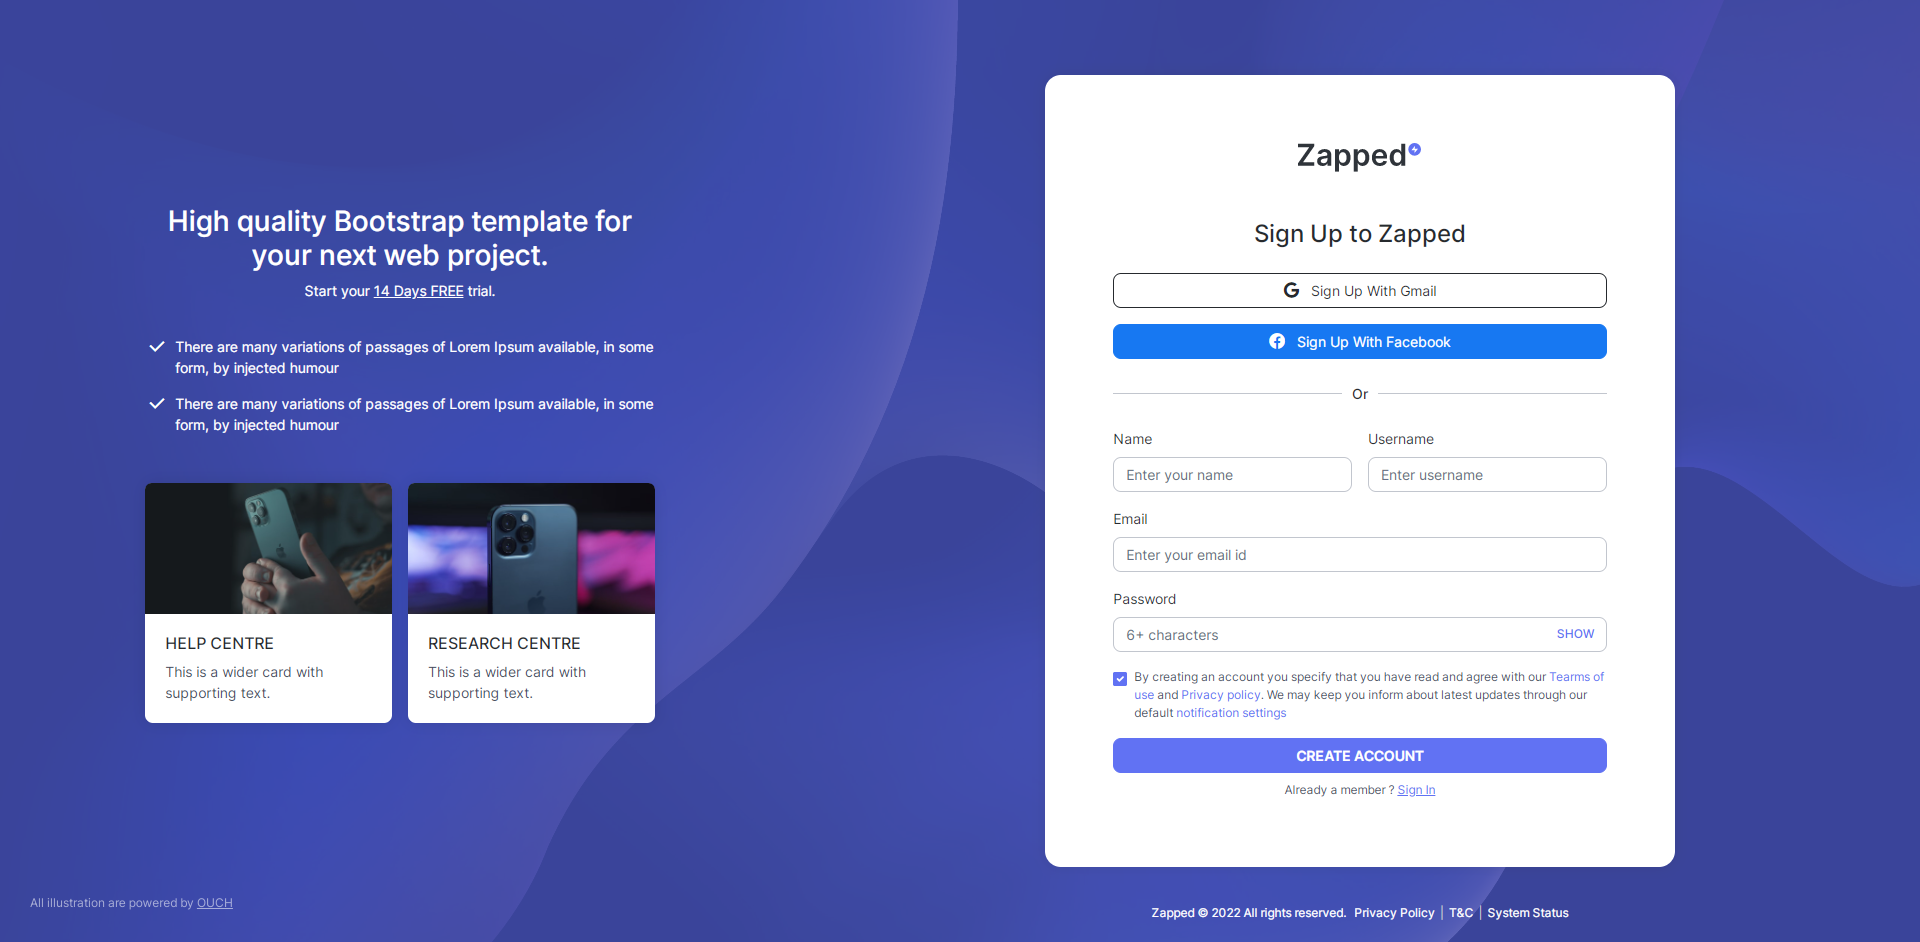 High quality Bootstrap template for
your next web project.
Start your 14 Days FREE trial.
There are many variations of passages of Lorem Ipsum available, in some
form, by injected humour
There are many variations of passages of Lorem Ipsum available, in some
form, by injected humour
HELP CENTRE
This is a wider card with
supporting text.
RESEARCH CENTRE
This is a wider card with
supporting text.
All illustration are powered by OUCH
Zapped
Sign Up to Zapped
Sign Up With Gmail
Sign Up With Facebook
Or
Name
Username
Enter your name
Enter username
Email
Enter your email id
Password
6+ characters
SHOW
By creating an account you specify that you have read and agree with our Tearms of
use and Privacy policy. We may keep you inform about latest updates through our
default notification settings
CREATE ACCOUNT
Already a member ? Sign In
Zapped © 2022 All rights reserved. Privacy Policy | T&C | System Status